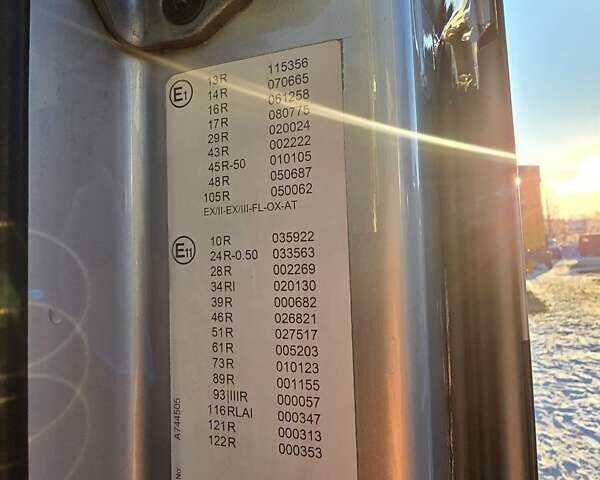 E1
13R 115356
14R 070665
16R 061258
17R 080775
29R 020024
43R 002222
45R-50 010105
48R 050687
105R 050062
EX/II-EX/III-FL-OX-AT
E11
10R 035922
24R-0.50 033563
28R 002269
34RI 020130
39R 000682
46R 026821
51R 027517
61R 005203
73R 010123
89R 001155
93|IIIR 000057
116RLAI 000347
121R 000313
122R 000353
No: A744505